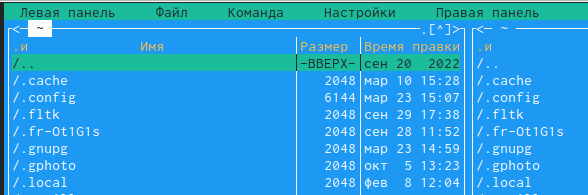 Левая панель Файл Команда Настройки Правая панель
<─ ~ .[^]> <─ ~
.и Имя Размер Время правки .и
/.. -ВВЕРХ- сен 20 2022 /..
/.cache 2048 мар 10 15:28 /.cache
/.config 6144 мар 23 15:07 /.config
/.fltk 2048 сен 29 17:38 /.fltk
/.fr-Ot1G1s 2048 сен 28 11:52 /.fr-Ot1G1s
/.gnupg 2048 мар 23 14:59 /.gnupg
/.gphoto 2048 окт 5 13:23 /.gphoto
/.local 2048 фев 8 12:04 /.local